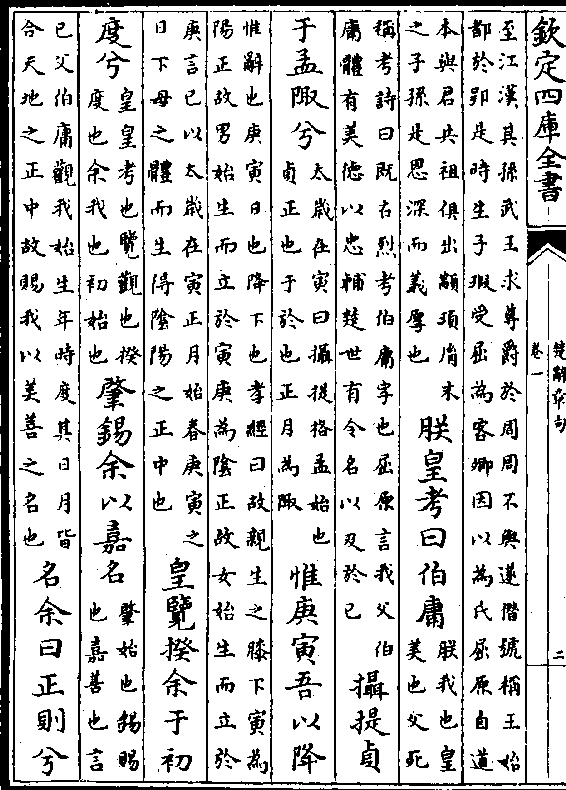 欽定四庫全書
楚辭章句
卷一
二
至江漢其孫武王求尊爵於周周不與遂僭號稱王始
都於郢是時生子瑕受屈為客卿因以為氏屈原自道
本與君共祖俱出顓頊胤末
之子孫是恩深而義厚也
朕皇考曰伯庸
朕我也皇
美也父死
稱考詩曰既右烈考伯庸字也屈原言我父伯
庸體有美德以忠輔楚世有令名以及於已
攝提貞
于孟陬兮
太歲在寅曰攝提格孟始也
貞正也于於也正月為陬
惟庚寅吾以降
惟辭也庚寅日也降下也孝經曰故親生之膝下寅為
陽正故男始生而立於寅庚為陰正故女始生而立於
庚言已以太歲在寅正月始春庚寅之
日下母之體而生得陰陽之正中也
皇覽揆余于初
度兮
皇皇考也覽觀也揆
度也余我也初始也
肇錫余以嘉名
肇始也錫賜
也嘉善也言
已父伯庸觀我始生年時度其日月皆
合天地之正中故賜我以美善之名也
名余曰正則兮